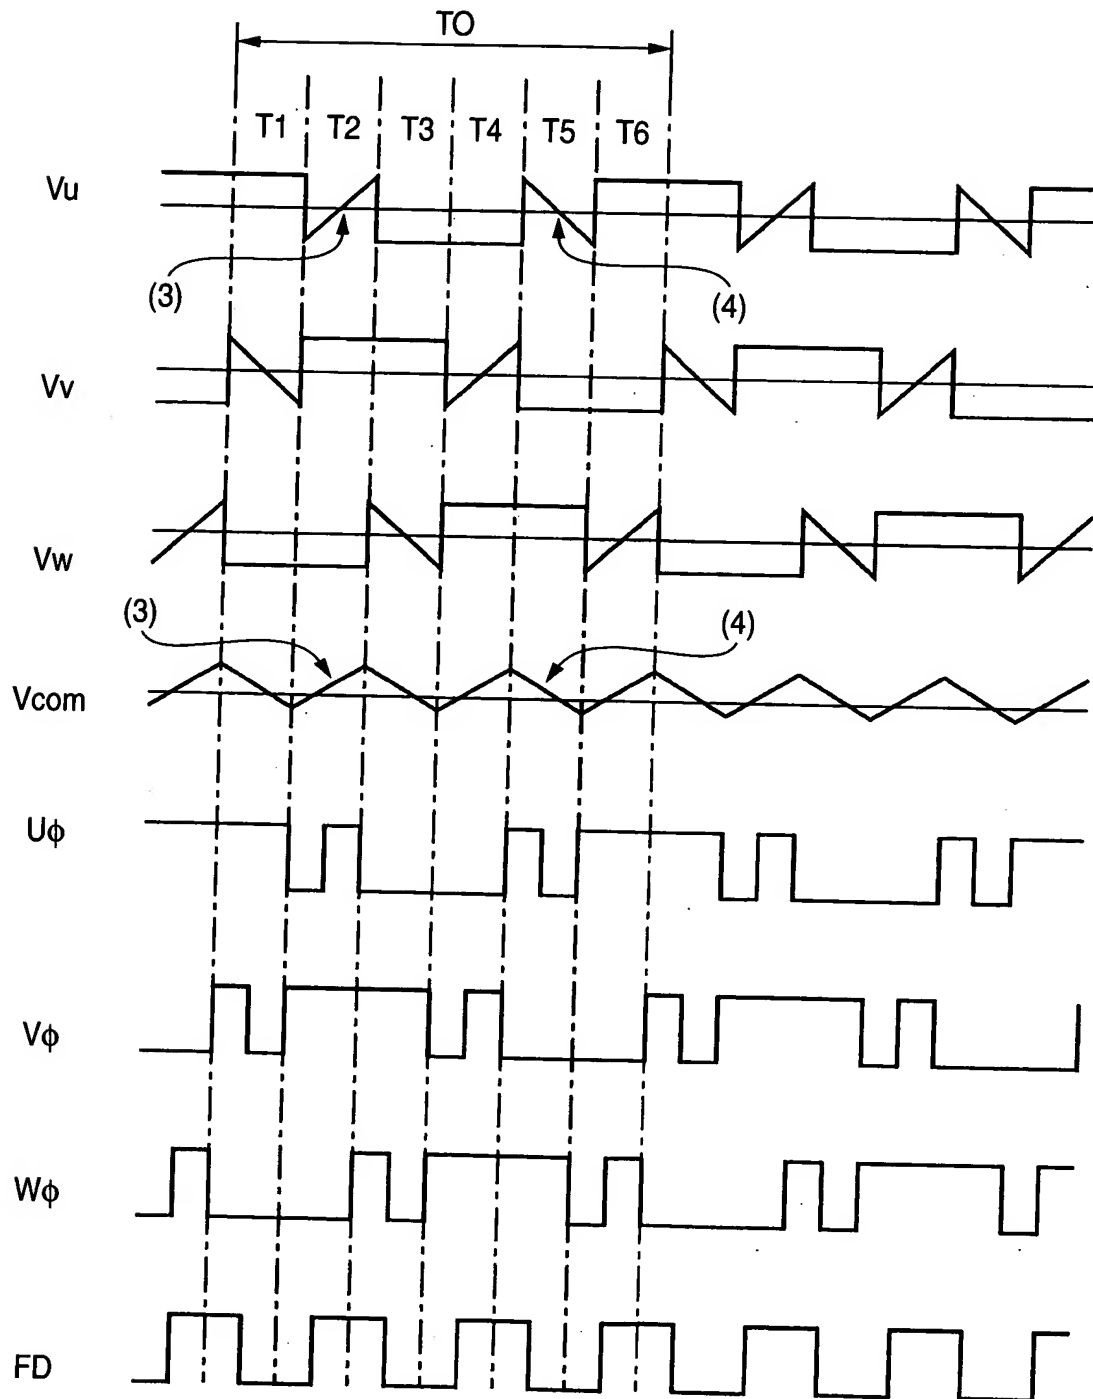 TO
T1 T2 T3 T4 T5 T6
Vu
(3) (4)
Vv
Vw
(3) (4)
Vcom
Uφ
Vφ
Wφ
FD